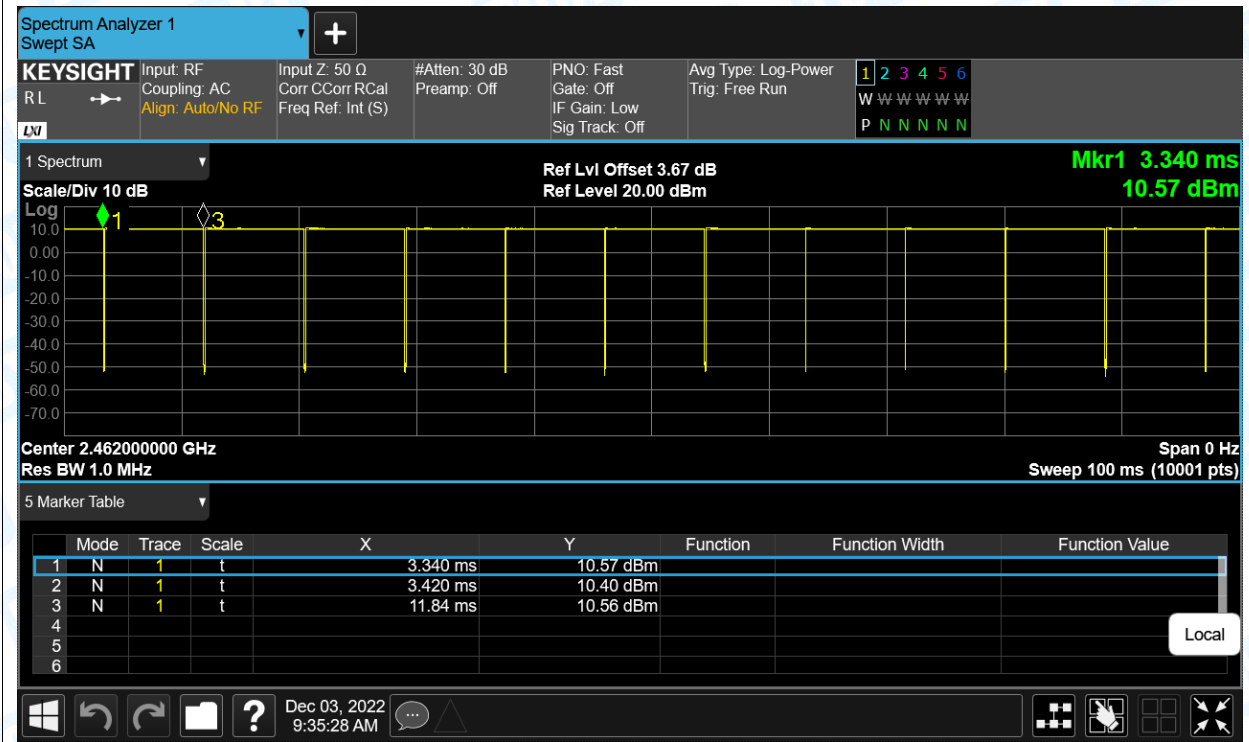 Spectrum Analyzer 1
Swept SA
+
KEYSIGHT Input: RF Input Z: 50 Ω #Atten: 30 dB PNO: Fast Avg Type: Log-Power 1 2 3 4 5 6
R L Coupling: AC Corr CCorr RCal Preamp: Off Gate: Off Trig: Free Run W W W W W W
Align: Auto/No RF Freq Ref: Int (S) IF Gain: Low
LXI Sig Track: Off P N N N N N
1 Spectrum Ref Lvl Offset 3.67 dB Mkr1 3.340 ms
Scale/Div 10 dB Ref Level 20.00 dBm 10.57 dBm
Log
1 3
10.0
0.00
-10.0
-20.0
-30.0
-40.0
-50.0
-60.0
-70.0
Center 2.462000000 GHz Span 0 Hz
Res BW 1.0 MHz Sweep 100 ms (10001 pts)
5 Marker Table
Mode Trace Scale X Y Function Function Width Function Value
1 N 1 t 3.340 ms 10.57 dBm
2 N 1 t 3.420 ms 10.40 dBm
3 N 1 t 11.84 ms 10.56 dBm
4
5
6
Local
? Dec 03, 2022
9:35:28 AM